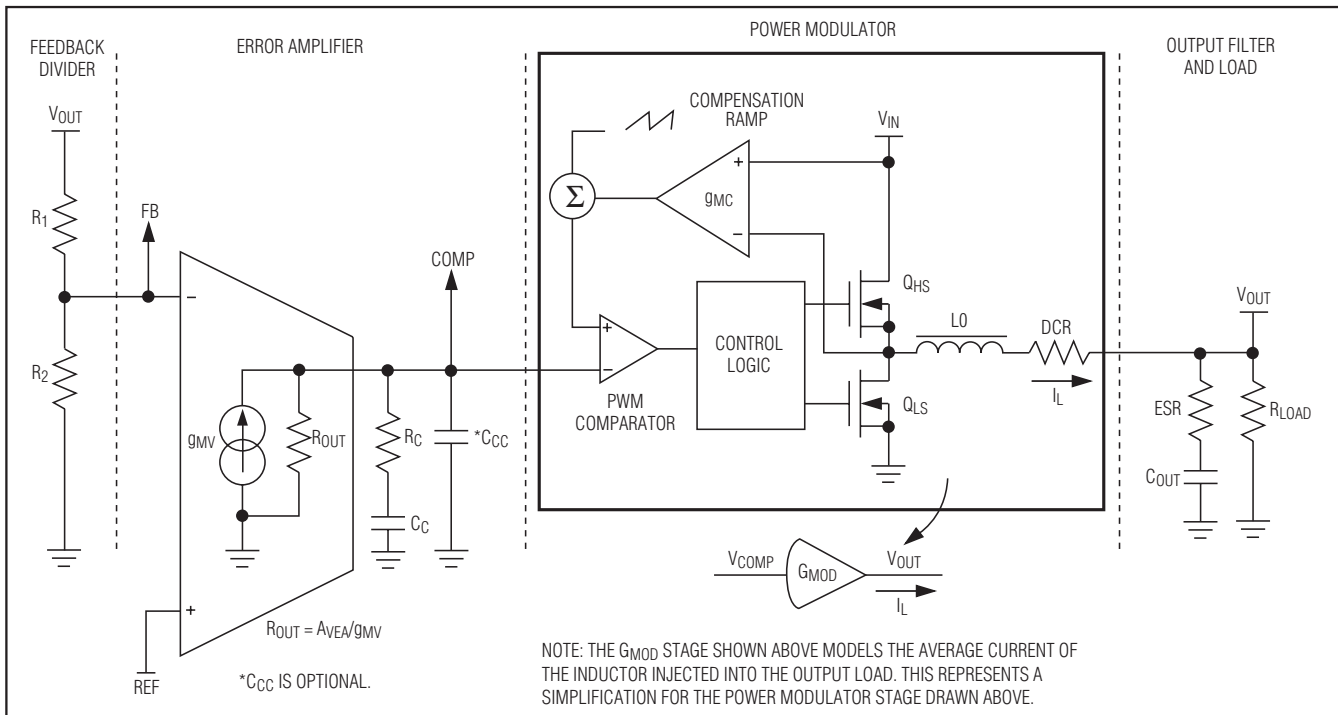 FEEDBACK
DIVIDER
ERROR AMPLIFIER
POWER MODULATOR
OUTPUT FILTER
AND LOAD
VOUT
R1
FB
R2
COMP
gMV
ROUT
RC
*CCC
CC
ROUT = AVEA/gMV
REF
*CCC IS OPTIONAL.
COMPENSATION
RAMP
VIN
Σ
gMC
+
−
−
+
+
−
PWM
COMPARATOR
CONTROL
LOGIC
QHS
QLS
L0
DCR
IL
VOUT
ESR
RLOAD
COUT
VCOMP
GMOD
VOUT
IL
NOTE: THE GMOD STAGE SHOWN ABOVE MODELS THE AVERAGE CURRENT OF
THE INDUCTOR INJECTED INTO THE OUTPUT LOAD. THIS REPRESENTS A
SIMPLIFICATION FOR THE POWER MODULATOR STAGE DRAWN ABOVE.